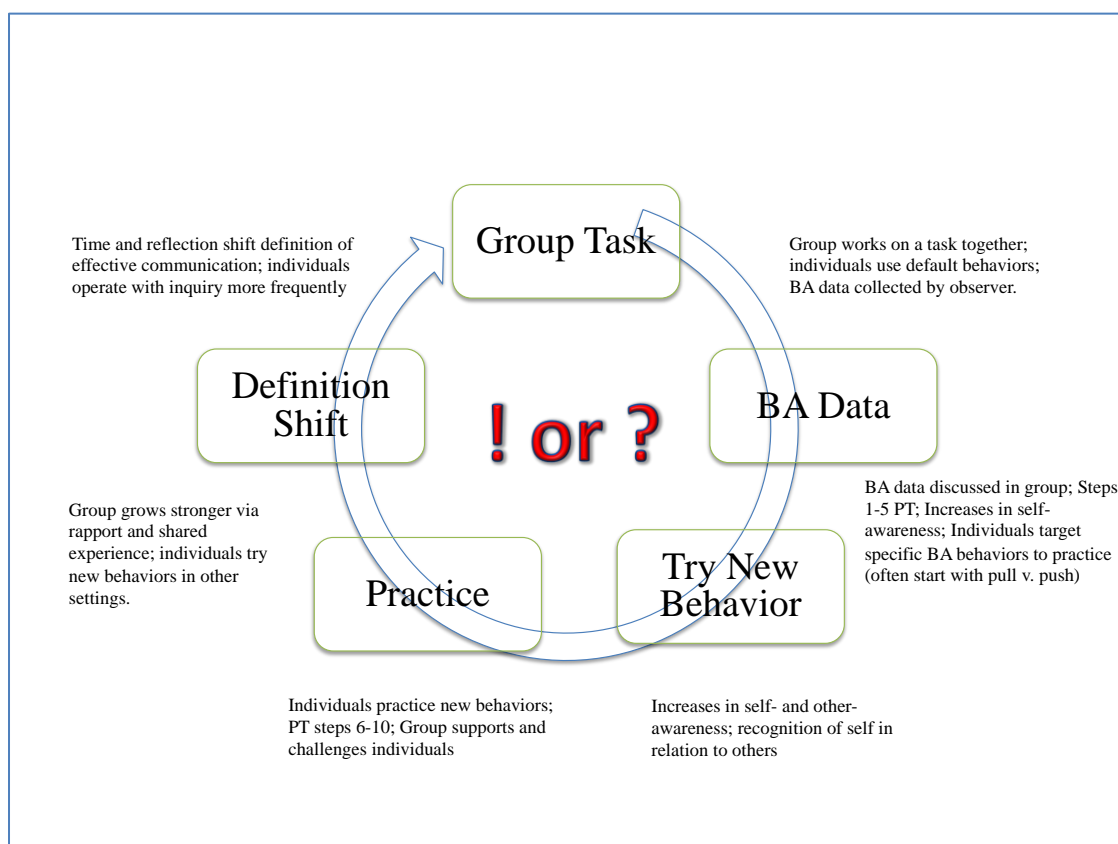 Group Task
Time and reflection shift definition of
effective communication; individuals
operate with inquiry more frequently
Group works on a task together;
individuals use default behaviors;
BA data collected by observer.
Definition
Shift
! or ?
BA Data
BA data discussed in group; Steps
1-5 PT; Increases in self-
awareness; Individuals target
specific BA behaviors to practice
(often start with pull v. push)
Group grows stronger via
rapport and shared
experience; individuals try
new behaviors in other
settings.
Practice
Try New
Behavior
Individuals practice new behaviors;
PT steps 6-10; Group supports and
challenges individuals
Increases in self- and other-
awareness; recognition of self in
relation to others